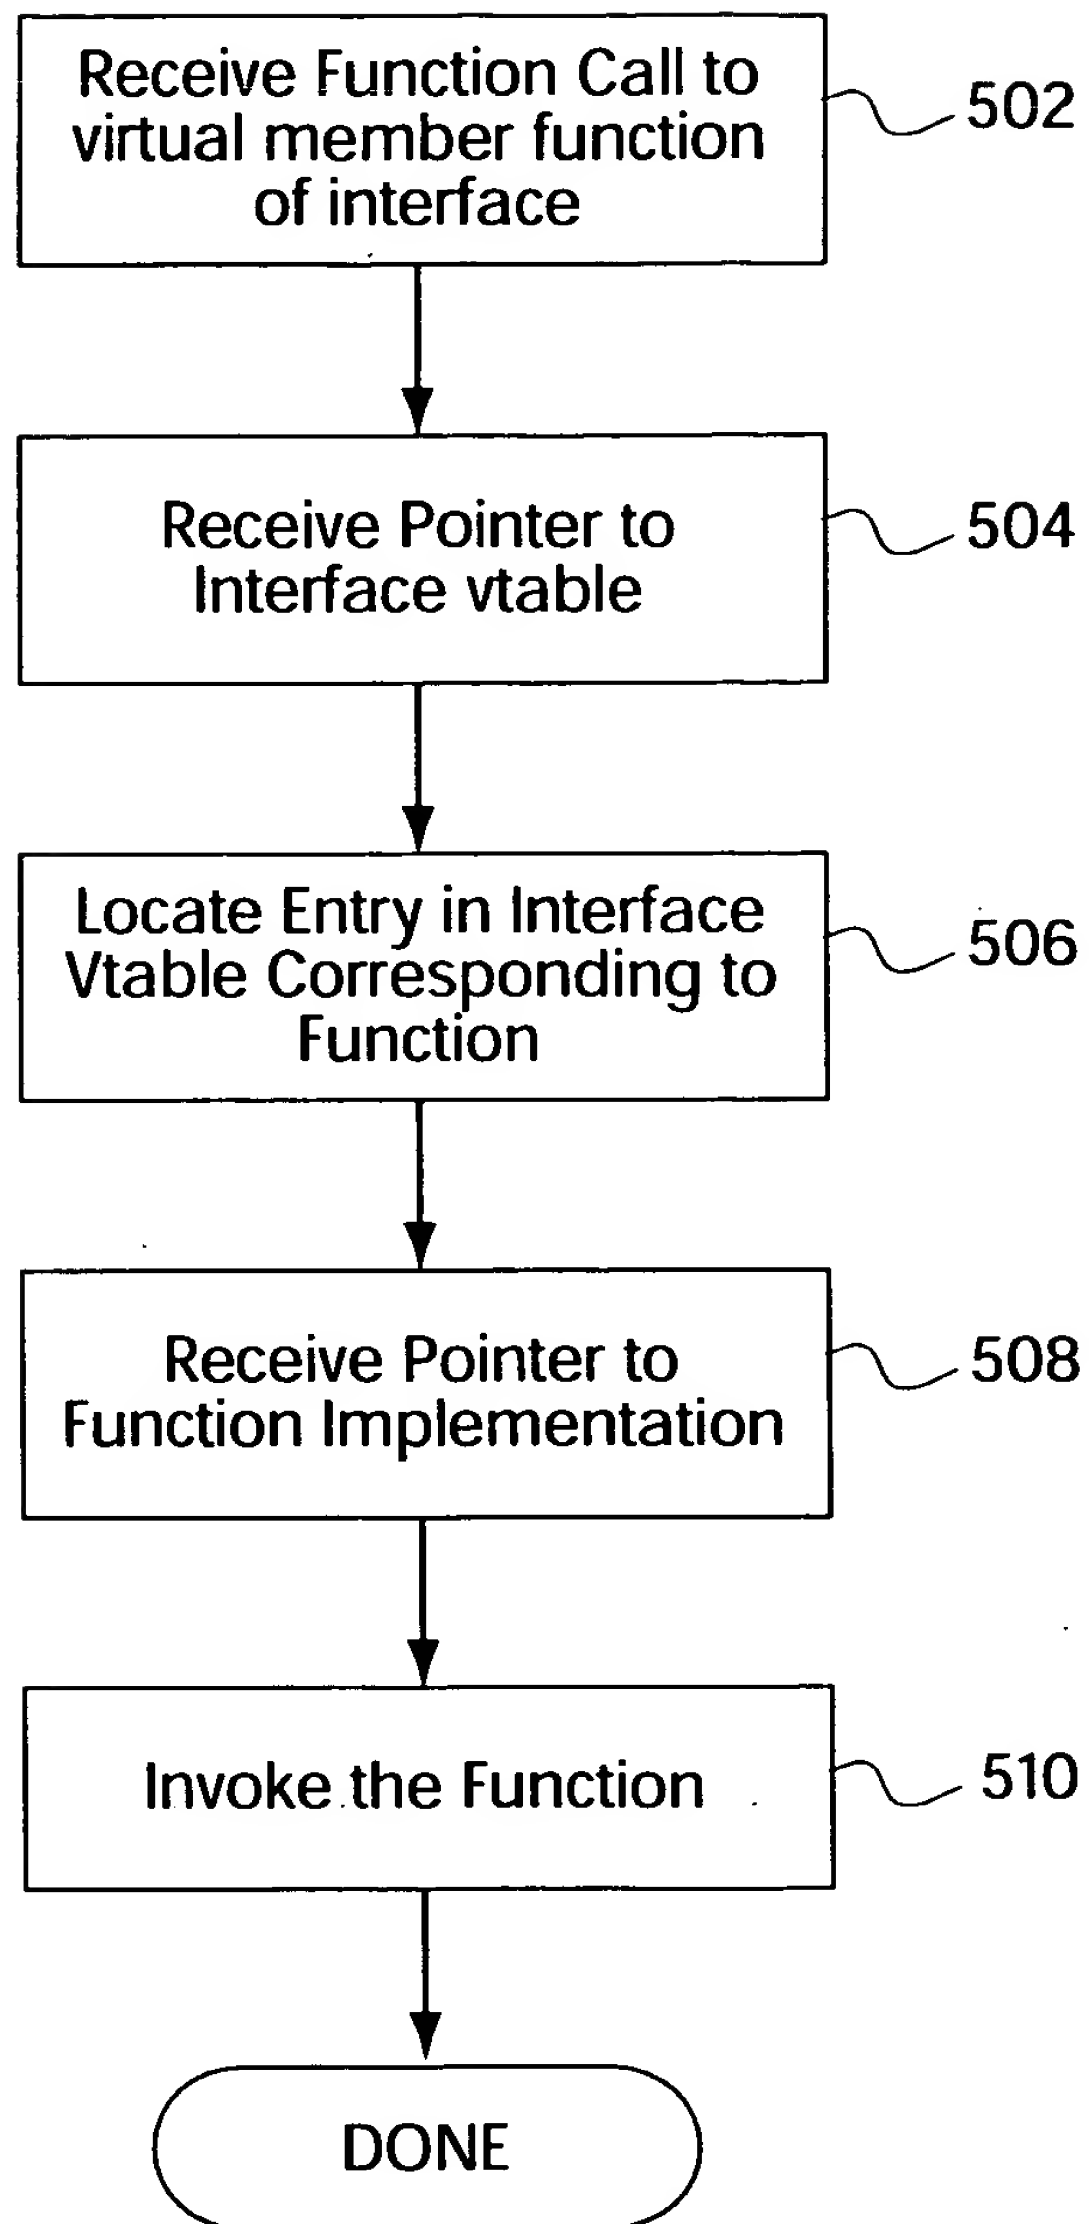 Receive Function Call to
virtual member function
of interface
502
Receive Pointer to
Interface vtable
504
Locate Entry in Interface
Vtable Corresponding to
Function
506
Receive Pointer to
Function Implementation
508
Invoke the Function
510
DONE